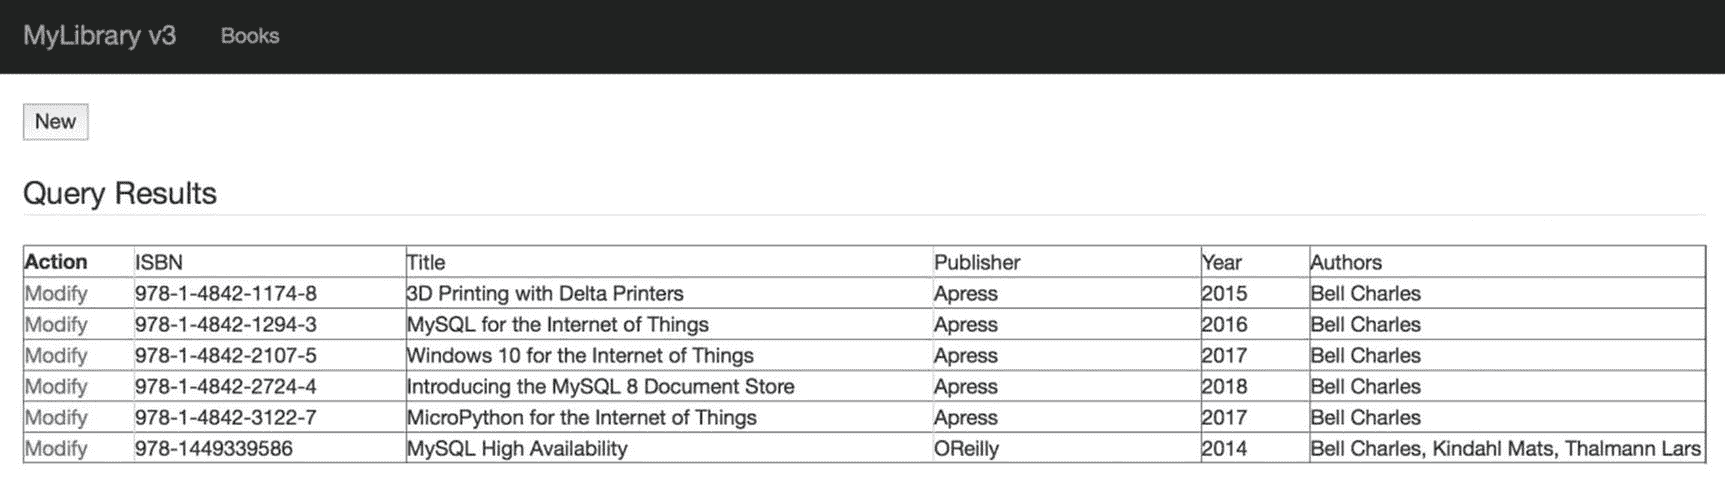 MyLibrary v3 Books
New
Query Results
Action ISBN Title Publisher Year Authors
Modify 978-1-4842-1174-8 3D Printing with Delta Printers Apress 2015 Bell Charles
Modify 978-1-4842-1294-3 MySQL for the Internet of Things Apress 2016 Bell Charles
Modify 978-1-4842-2107-5 Windows 10 for the Internet of Things Apress 2017 Bell Charles
Modify 978-1-4842-2724-4 Introducing the MySQL 8 Document Store Apress 2018 Bell Charles
Modify 978-1-4842-3122-7 MicroPython for the Internet of Things Apress 2017 Bell Charles
Modify 978-1449339586 MySQL High Availability OReilly 2014 Bell Charles, Kindahl Mats, Thalmann Lars